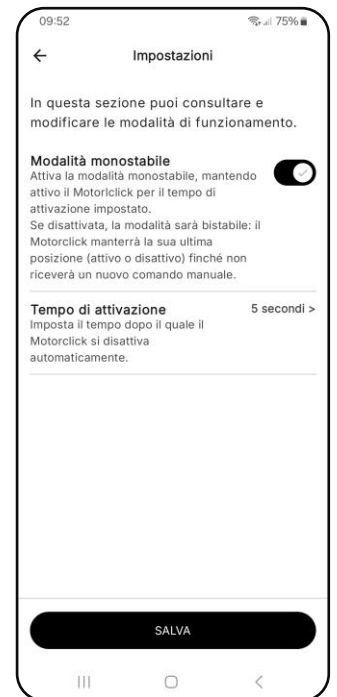 09:52 75%
Impostazioni
In questa sezione puoi consultare e
modificare le modalità di funzionamento.
Modalità monostabile
Attiva la modalità monostabile, mantendo
attivo il Motorlclick per il tempo di
attivazione impostato.
Se disattivata, la modalità sarà bistabile: il
Motorclick manterrà la sua ultima
posizione (attivo o disattivo) finché non
riceverà un nuovo comando manuale.
Tempo di attivazione 5 secondi >
Imposta il tempo dopo il quale il
Motorclick si disattiva
automaticamente.
SALVA